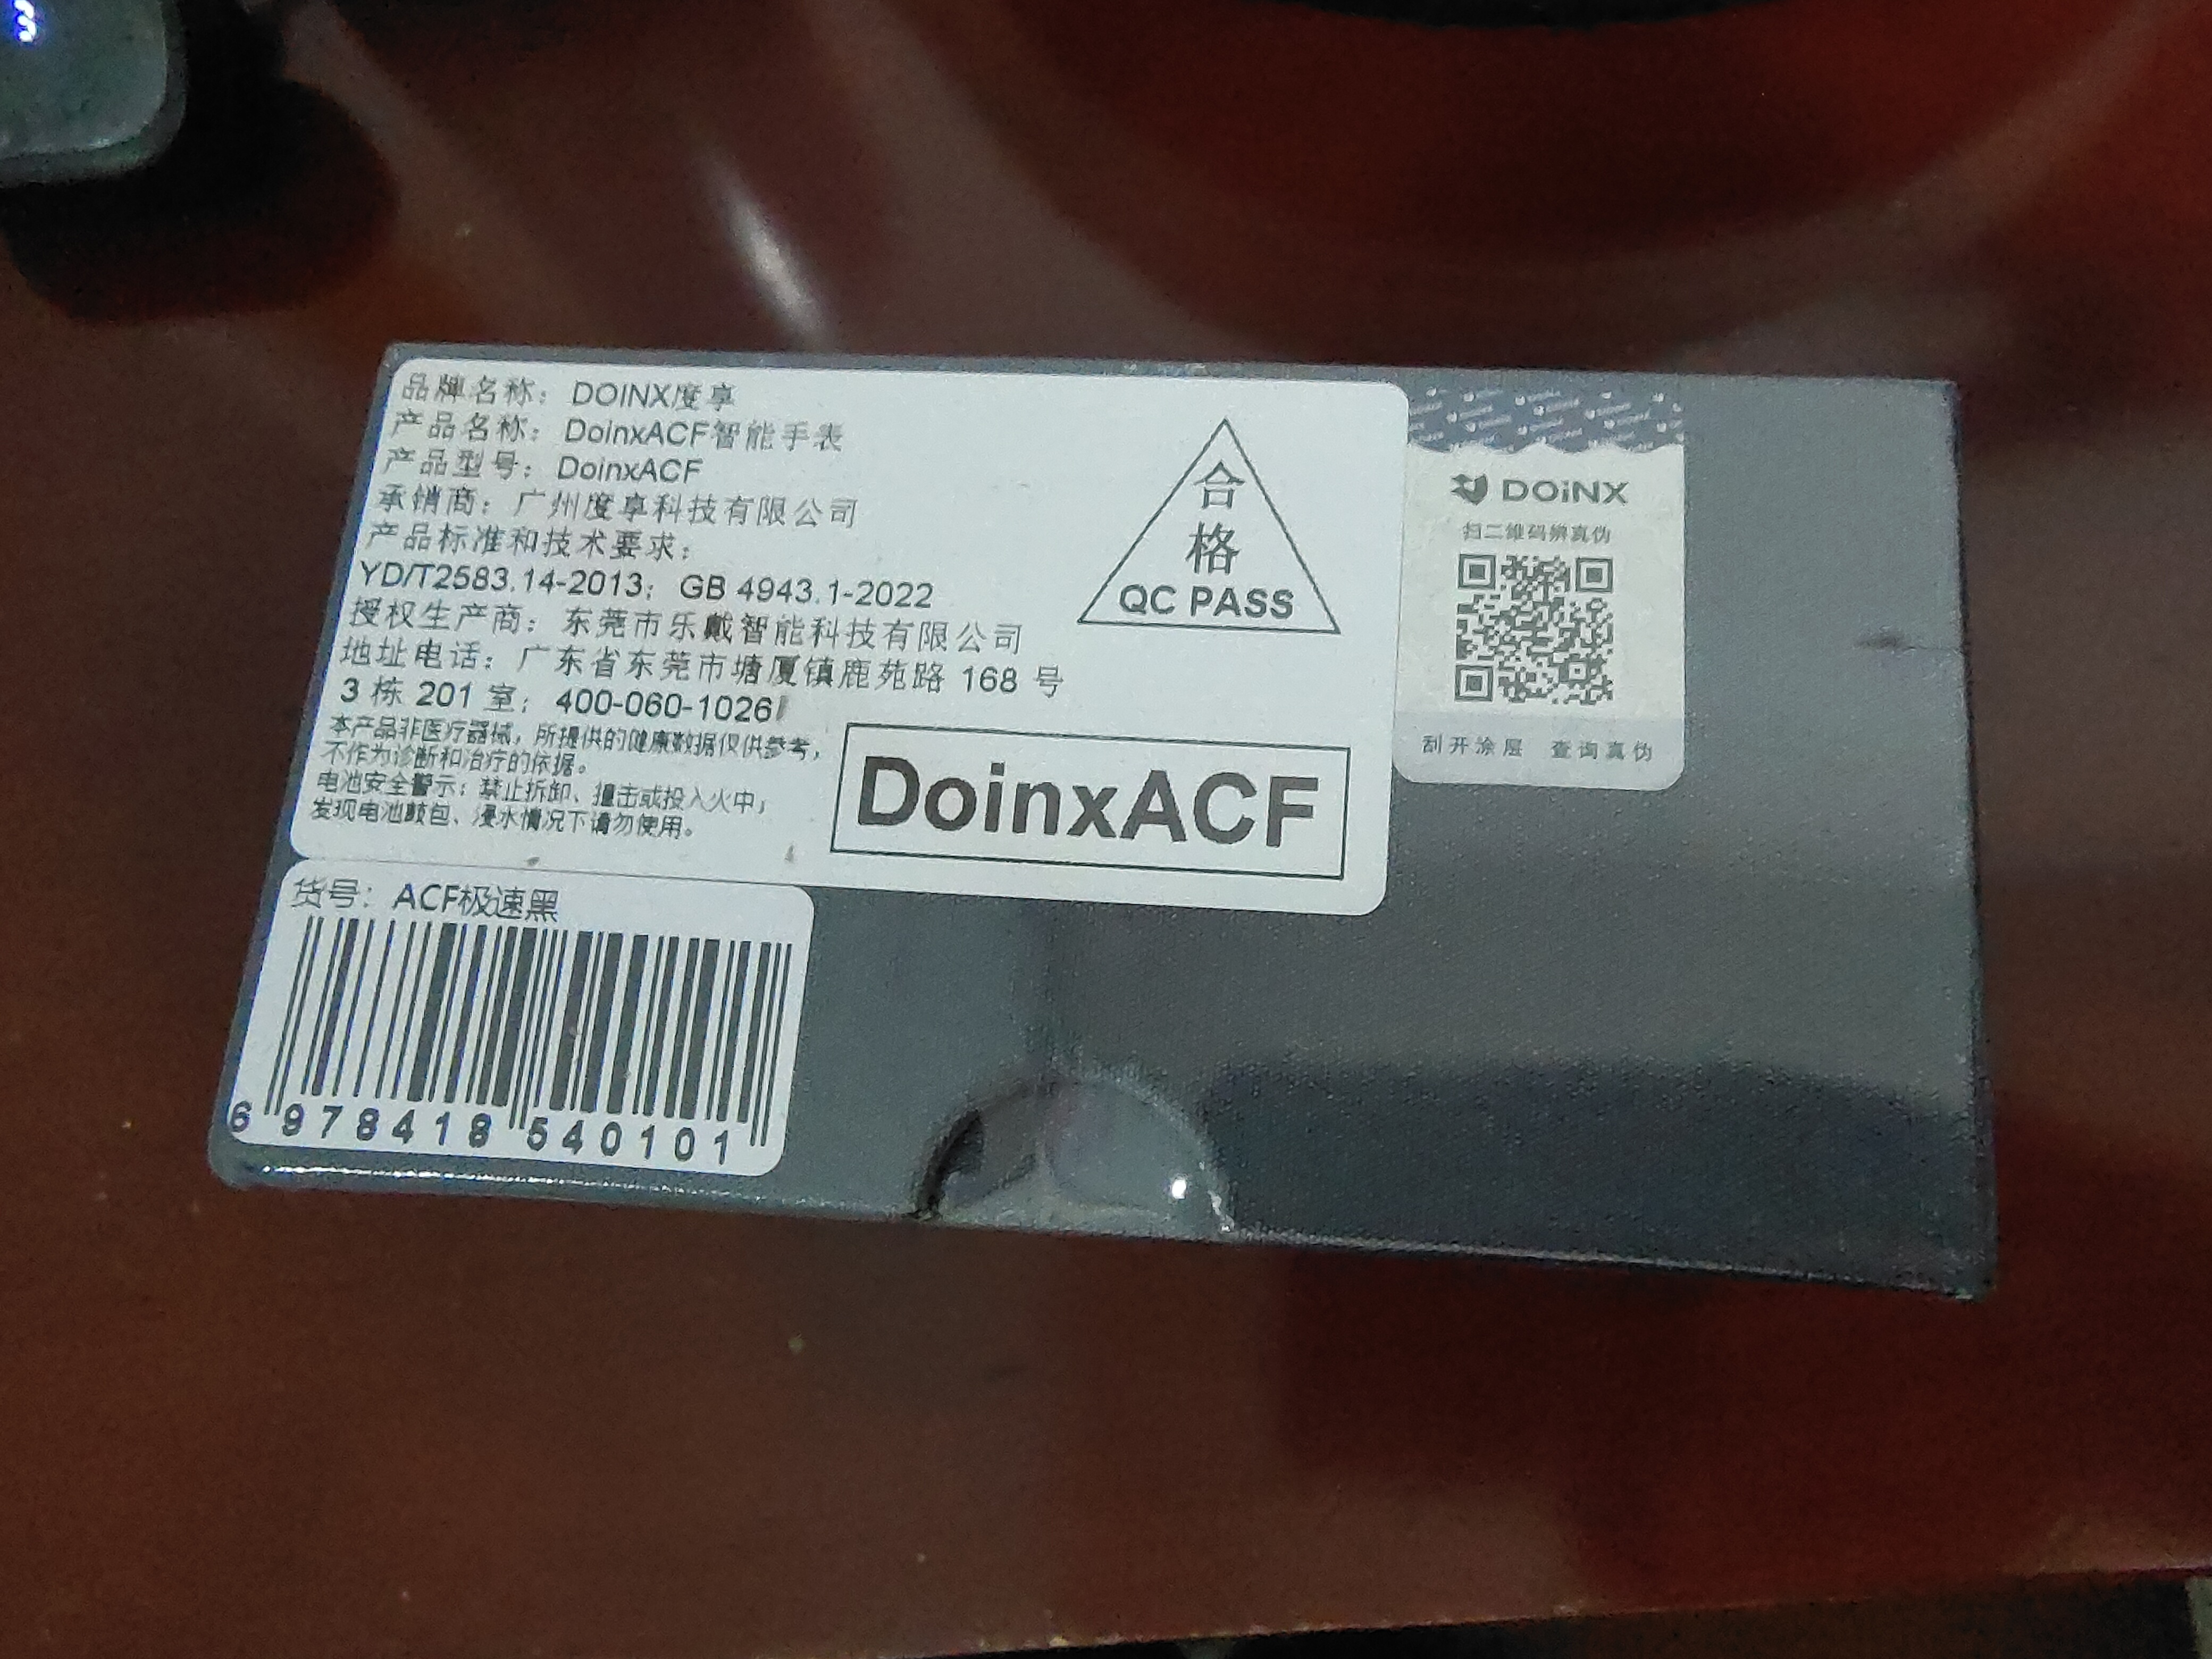 品牌名称：DOINX度享
产品名称：DoinxACF智能手表
产品型号：DoinxACF
承销商：广州度享科技有限公司
产品标准和技术要求：
YD/T2583.14-2013；GB 4943.1-2022
授权生产商：东莞市乐戴智能科技有限公司
地址电话：广东省东莞市塘厦镇鹿苑路 168 号
3 栋 201 室；400-060-1026
本产品非医疗器械，所提供的健康数据仅供参考，
不作为诊断和治疗的依据。
电池安全警示：禁止拆卸、撞击或投入火中，
发现电池鼓包、浸水情况下请勿使用。
合
格
QC PASS
DoinxACF
DOiNX
扫二维码辨真伪
刮开涂层 查询真伪
货号：ACF极速黑
6 978418 540101